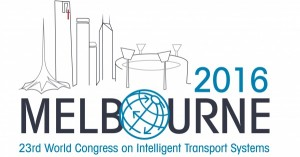 2016
MELBOURNE
23rd World Congress on Intelligent Transport Systems